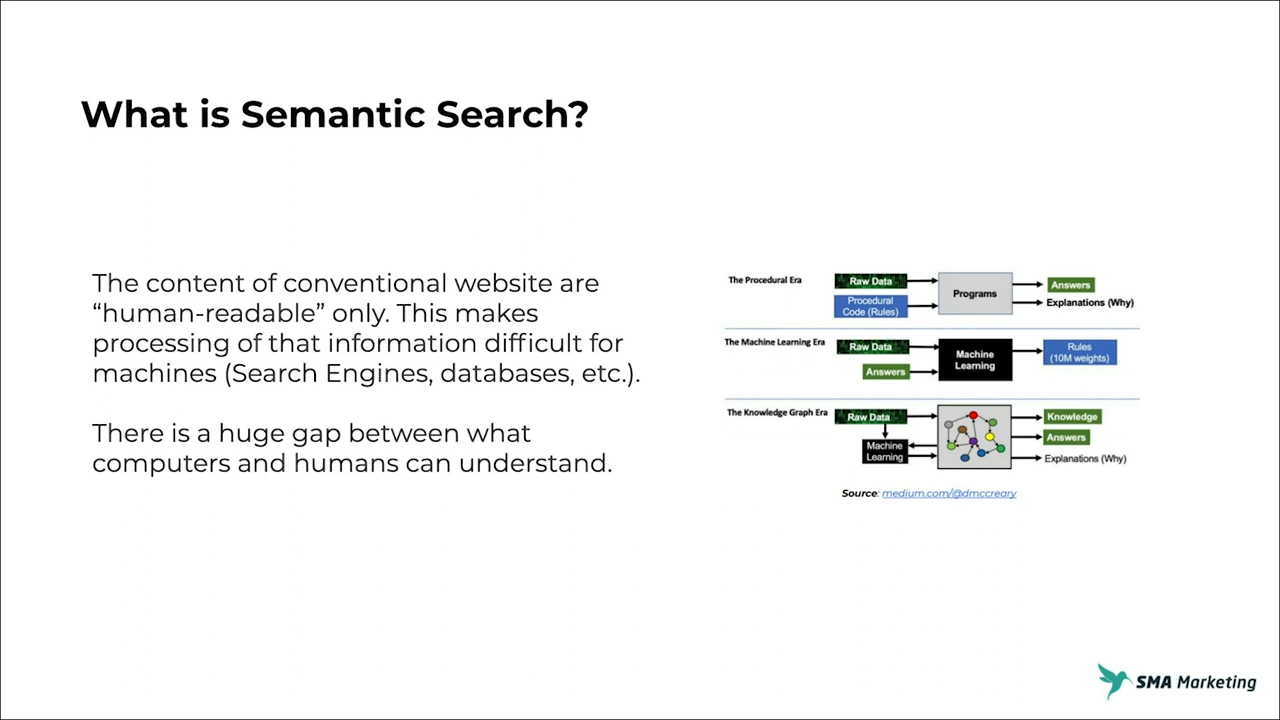 What is Semantic Search?
The content of conventional website are
“human-readable” only. This makes
processing of that information difficult for
machines (Search Engines, databases, etc.).
There is a huge gap between what
computers and humans can understand.
The Procedural Era
Raw Data
Procedural
Code (Rules)
Programs
Answers
Explanations (Why)
The Machine Learning Era
Raw Data
Answers
Machine
Learning
Rules
(10M weights)
The Knowledge Graph Era
Raw Data
Machine
Learning
Knowledge
Answers
Explanations (Why)
Source: medium.com/@dmccreary
SMA Marketing